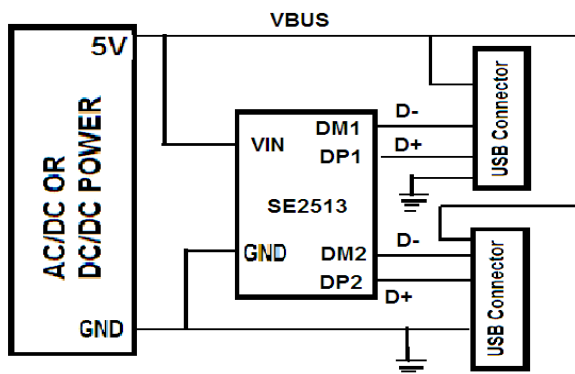 VBUS
5V
AC/DC OR
DC/DC POWER
GND
VIN
GND
SE2513
DM1
DP1
DM2
DP2
D-
D+
D-
D+
USB Connector
USB Connector